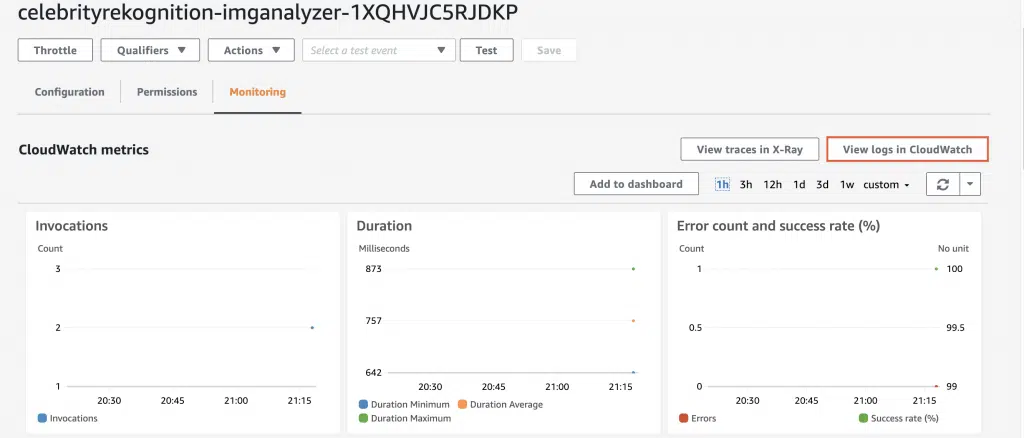 celebrityrekognition-imganalyzer-1XQHVJC5RJDKP
Throttle Qualifiers Actions Select a test event Test Save
Configuration Permissions Monitoring
CloudWatch metrics View traces in X-Ray View logs in CloudWatch
Add to dashboard 1h 3h 12h 1d 3d 1w custom
Invocations
Count
3
2
1
20:30 20:45 21:00 21:15
Invocations
Duration
Milliseconds
873
757
642
20:30 20:45 21:00 21:15
Duration Minimum Duration Average
Duration Maximum
Error count and success rate (%)
Count No unit
1 100
0.5 99.5
0 99
20:30 20:45 21:00 21:15
Errors Success rate (%)